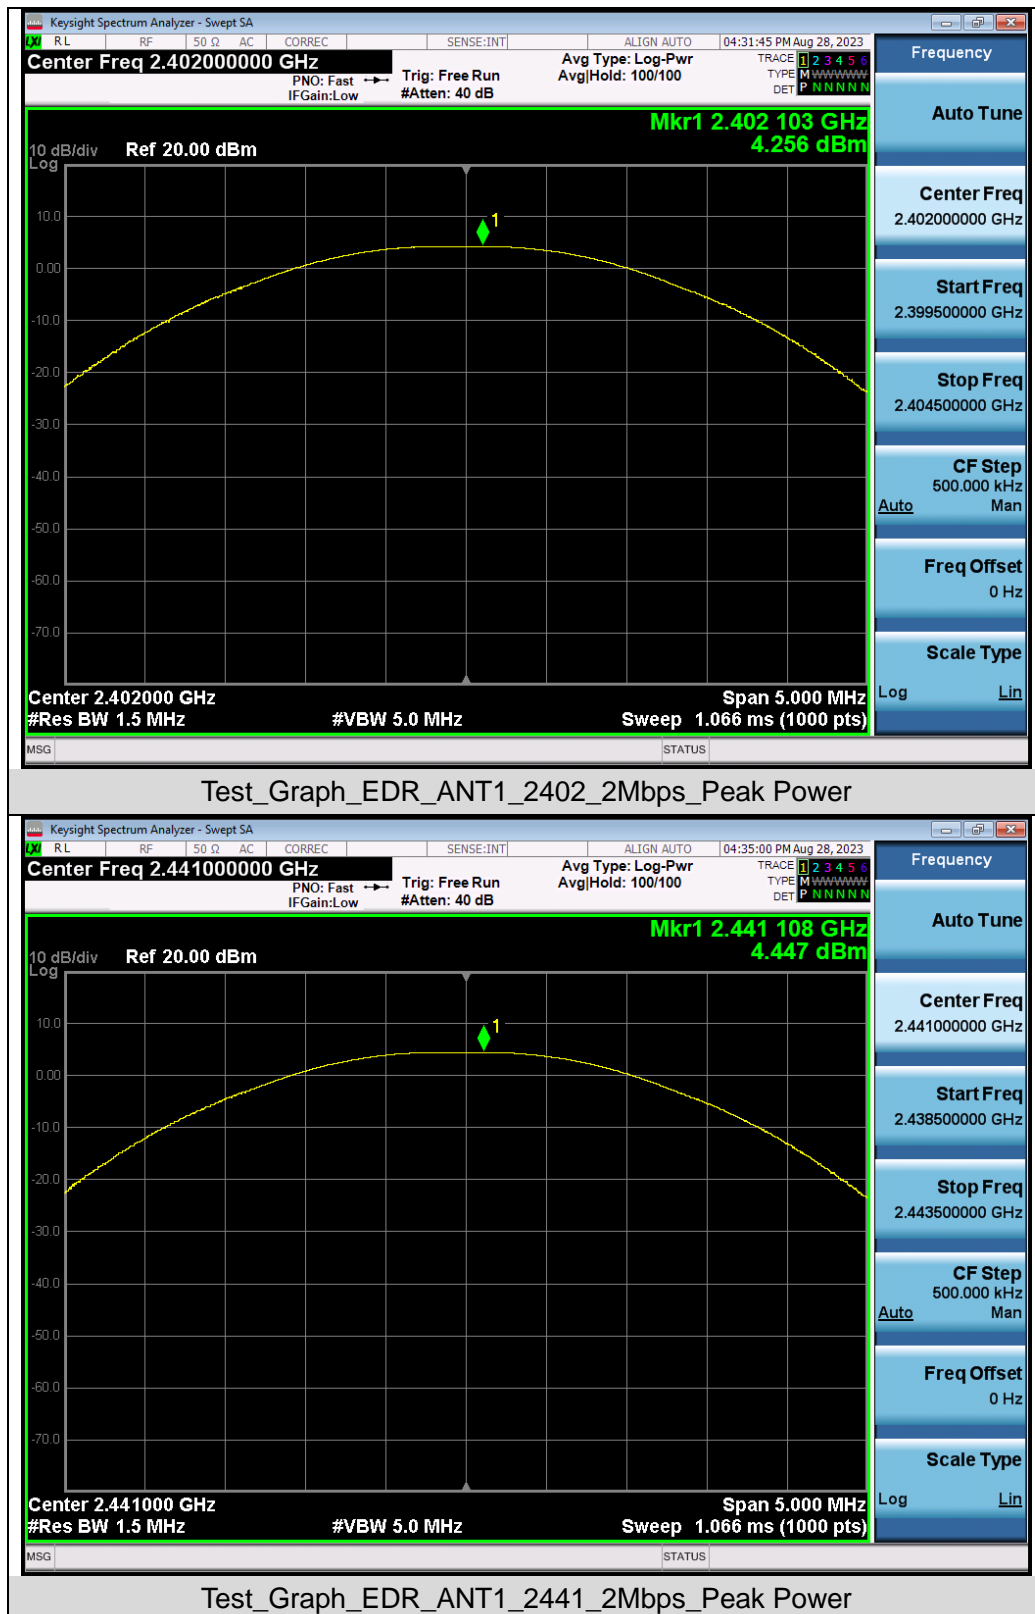 Keysight Spectrum Analyzer - Swept SA
LXI RL RF 50 Ω AC CORREC SENSE:INT ALIGN AUTO 04:31:45 PM Aug 28, 2023
Center Freq 2.402000000 GHz Avg Type: Log-Pwr TRACE 1 2 3 4 5 6
PNO: Fast Trig: Free Run Avg|Hold: 100/100 TYPE M WWWWW
IFGain:Low #Atten: 40 dB DET P N N N N N
Frequency
Mkr1 2.402 103 GHz
4.256 dBm
10 dB/div Ref 20.00 dBm
Log
10.0
0.00
-10.0
-20.0
-30.0
-40.0
-50.0
-60.0
-70.0
1
Center 2.402000 GHz Span 5.000 MHz
#Res BW 1.5 MHz #VBW 5.0 MHz Sweep 1.066 ms (1000 pts)
Auto Tune
Center Freq
2.402000000 GHz
Start Freq
2.399500000 GHz
Stop Freq
2.404500000 GHz
CF Step
500.000 kHz
Auto Man
Freq Offset
0 Hz
Scale Type
Log Lin
MSG STATUS
Test_Graph_EDR_ANT1_2402_2Mbps_Peak Power
Keysight Spectrum Analyzer - Swept SA
LXI RL RF 50 Ω AC CORREC SENSE:INT ALIGN AUTO 04:35:00 PM Aug 28, 2023
Center Freq 2.441000000 GHz Avg Type: Log-Pwr TRACE 1 2 3 4 5 6
PNO: Fast Trig: Free Run Avg|Hold: 100/100 TYPE M WWWWW
IFGain:Low #Atten: 40 dB DET P N N N N N
Frequency
Mkr1 2.441 108 GHz
4.447 dBm
10 dB/div Ref 20.00 dBm
Log
10.0
0.00
-10.0
-20.0
-30.0
-40.0
-50.0
-60.0
-70.0
1
Center 2.441000 GHz Span 5.000 MHz
#Res BW 1.5 MHz #VBW 5.0 MHz Sweep 1.066 ms (1000 pts)
Auto Tune
Center Freq
2.441000000 GHz
Start Freq
2.438500000 GHz
Stop Freq
2.443500000 GHz
CF Step
500.000 kHz
Auto Man
Freq Offset
0 Hz
Scale Type
Log Lin
MSG STATUS
Test_Graph_EDR_ANT1_2441_2Mbps_Peak Power